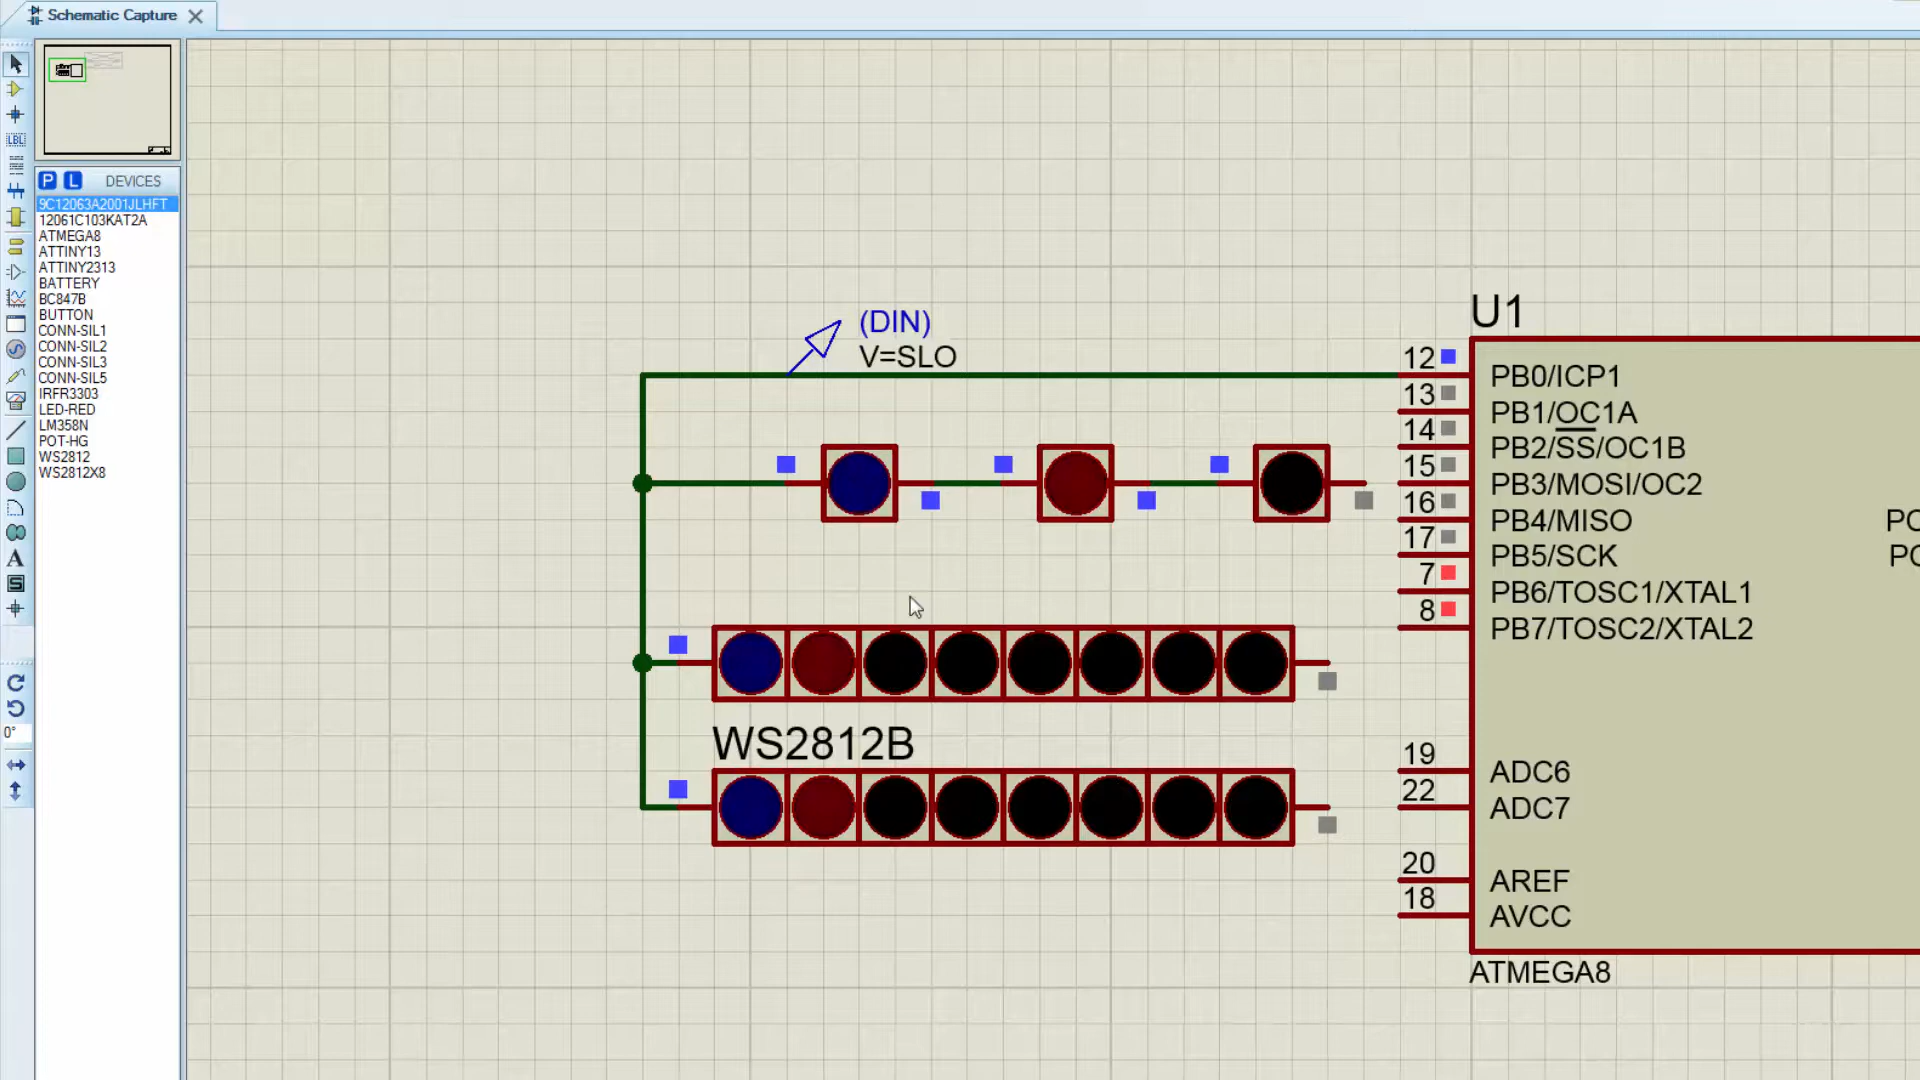 Schematic Capture
LBL
P L DEVICES
9C12063A2001JLHFT
12061C103KAT2A
ATMEGA8
ATTINY13
ATTINY2313
BATTERY
BC847B
BUTTON
CONN-SIL1
CONN-SIL2
CONN-SIL3
CONN-SIL5
IRFR3303
LED-RED
LM358N
POT-HG
WS2812
WS2812X8
A
S
0°
(DIN)
V=SLO
WS2812B
U1
12 PB0/ICP1
13 PB1/OC1A
14 PB2/SS/OC1B
15 PB3/MOSI/OC2
16 PB4/MISO
17 PB5/SCK
7 PB6/TOSC1/XTAL1
8 PB7/TOSC2/XTAL2
19 ADC6
22 ADC7
20 AREF
18 AVCC
PC
PC
ATMEGA8